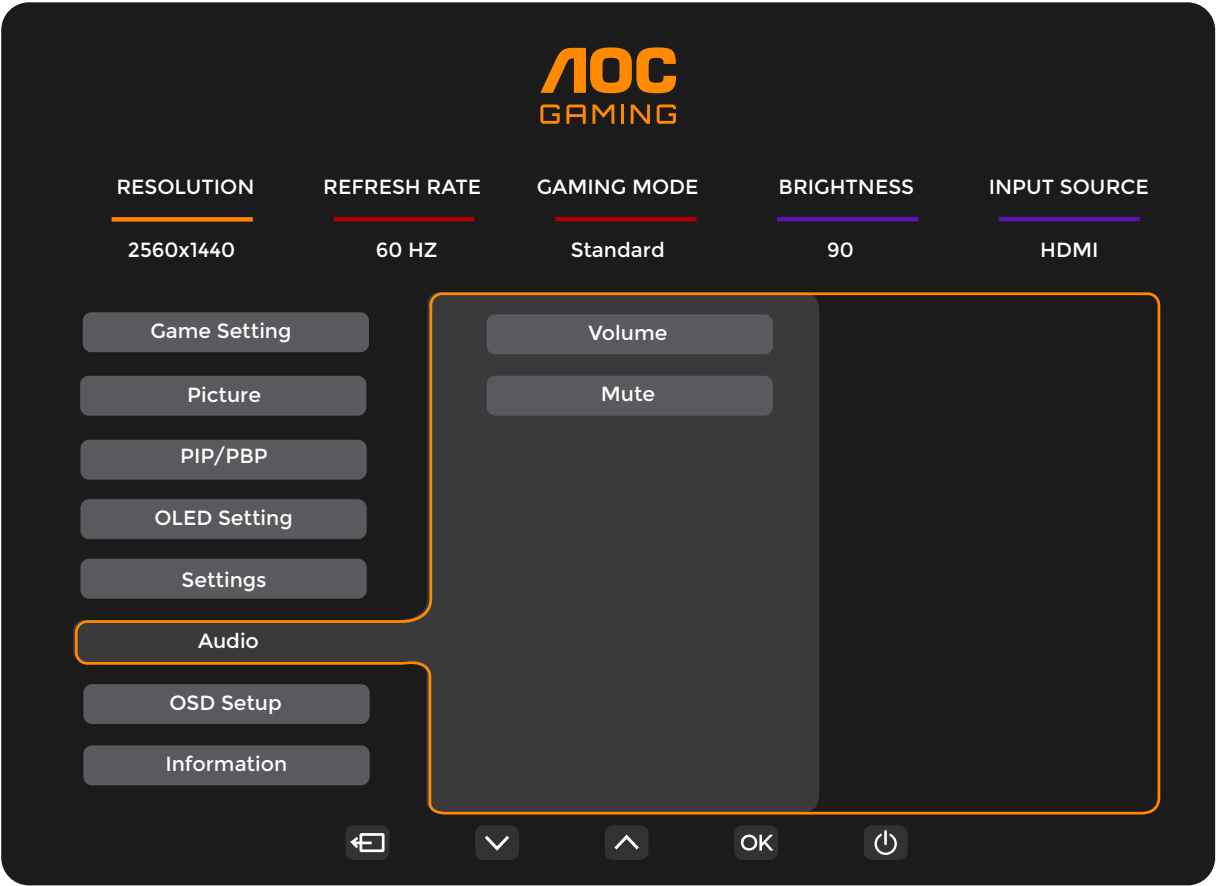 AOC
GAMING
RESOLUTION REFRESH RATE GAMING MODE BRIGHTNESS INPUT SOURCE
2560x1440 60 HZ Standard 90 HDMI
Game Setting
Picture
PIP/PBP
OLED Setting
Settings
Audio
OSD Setup
Information
Volume
Mute
OK